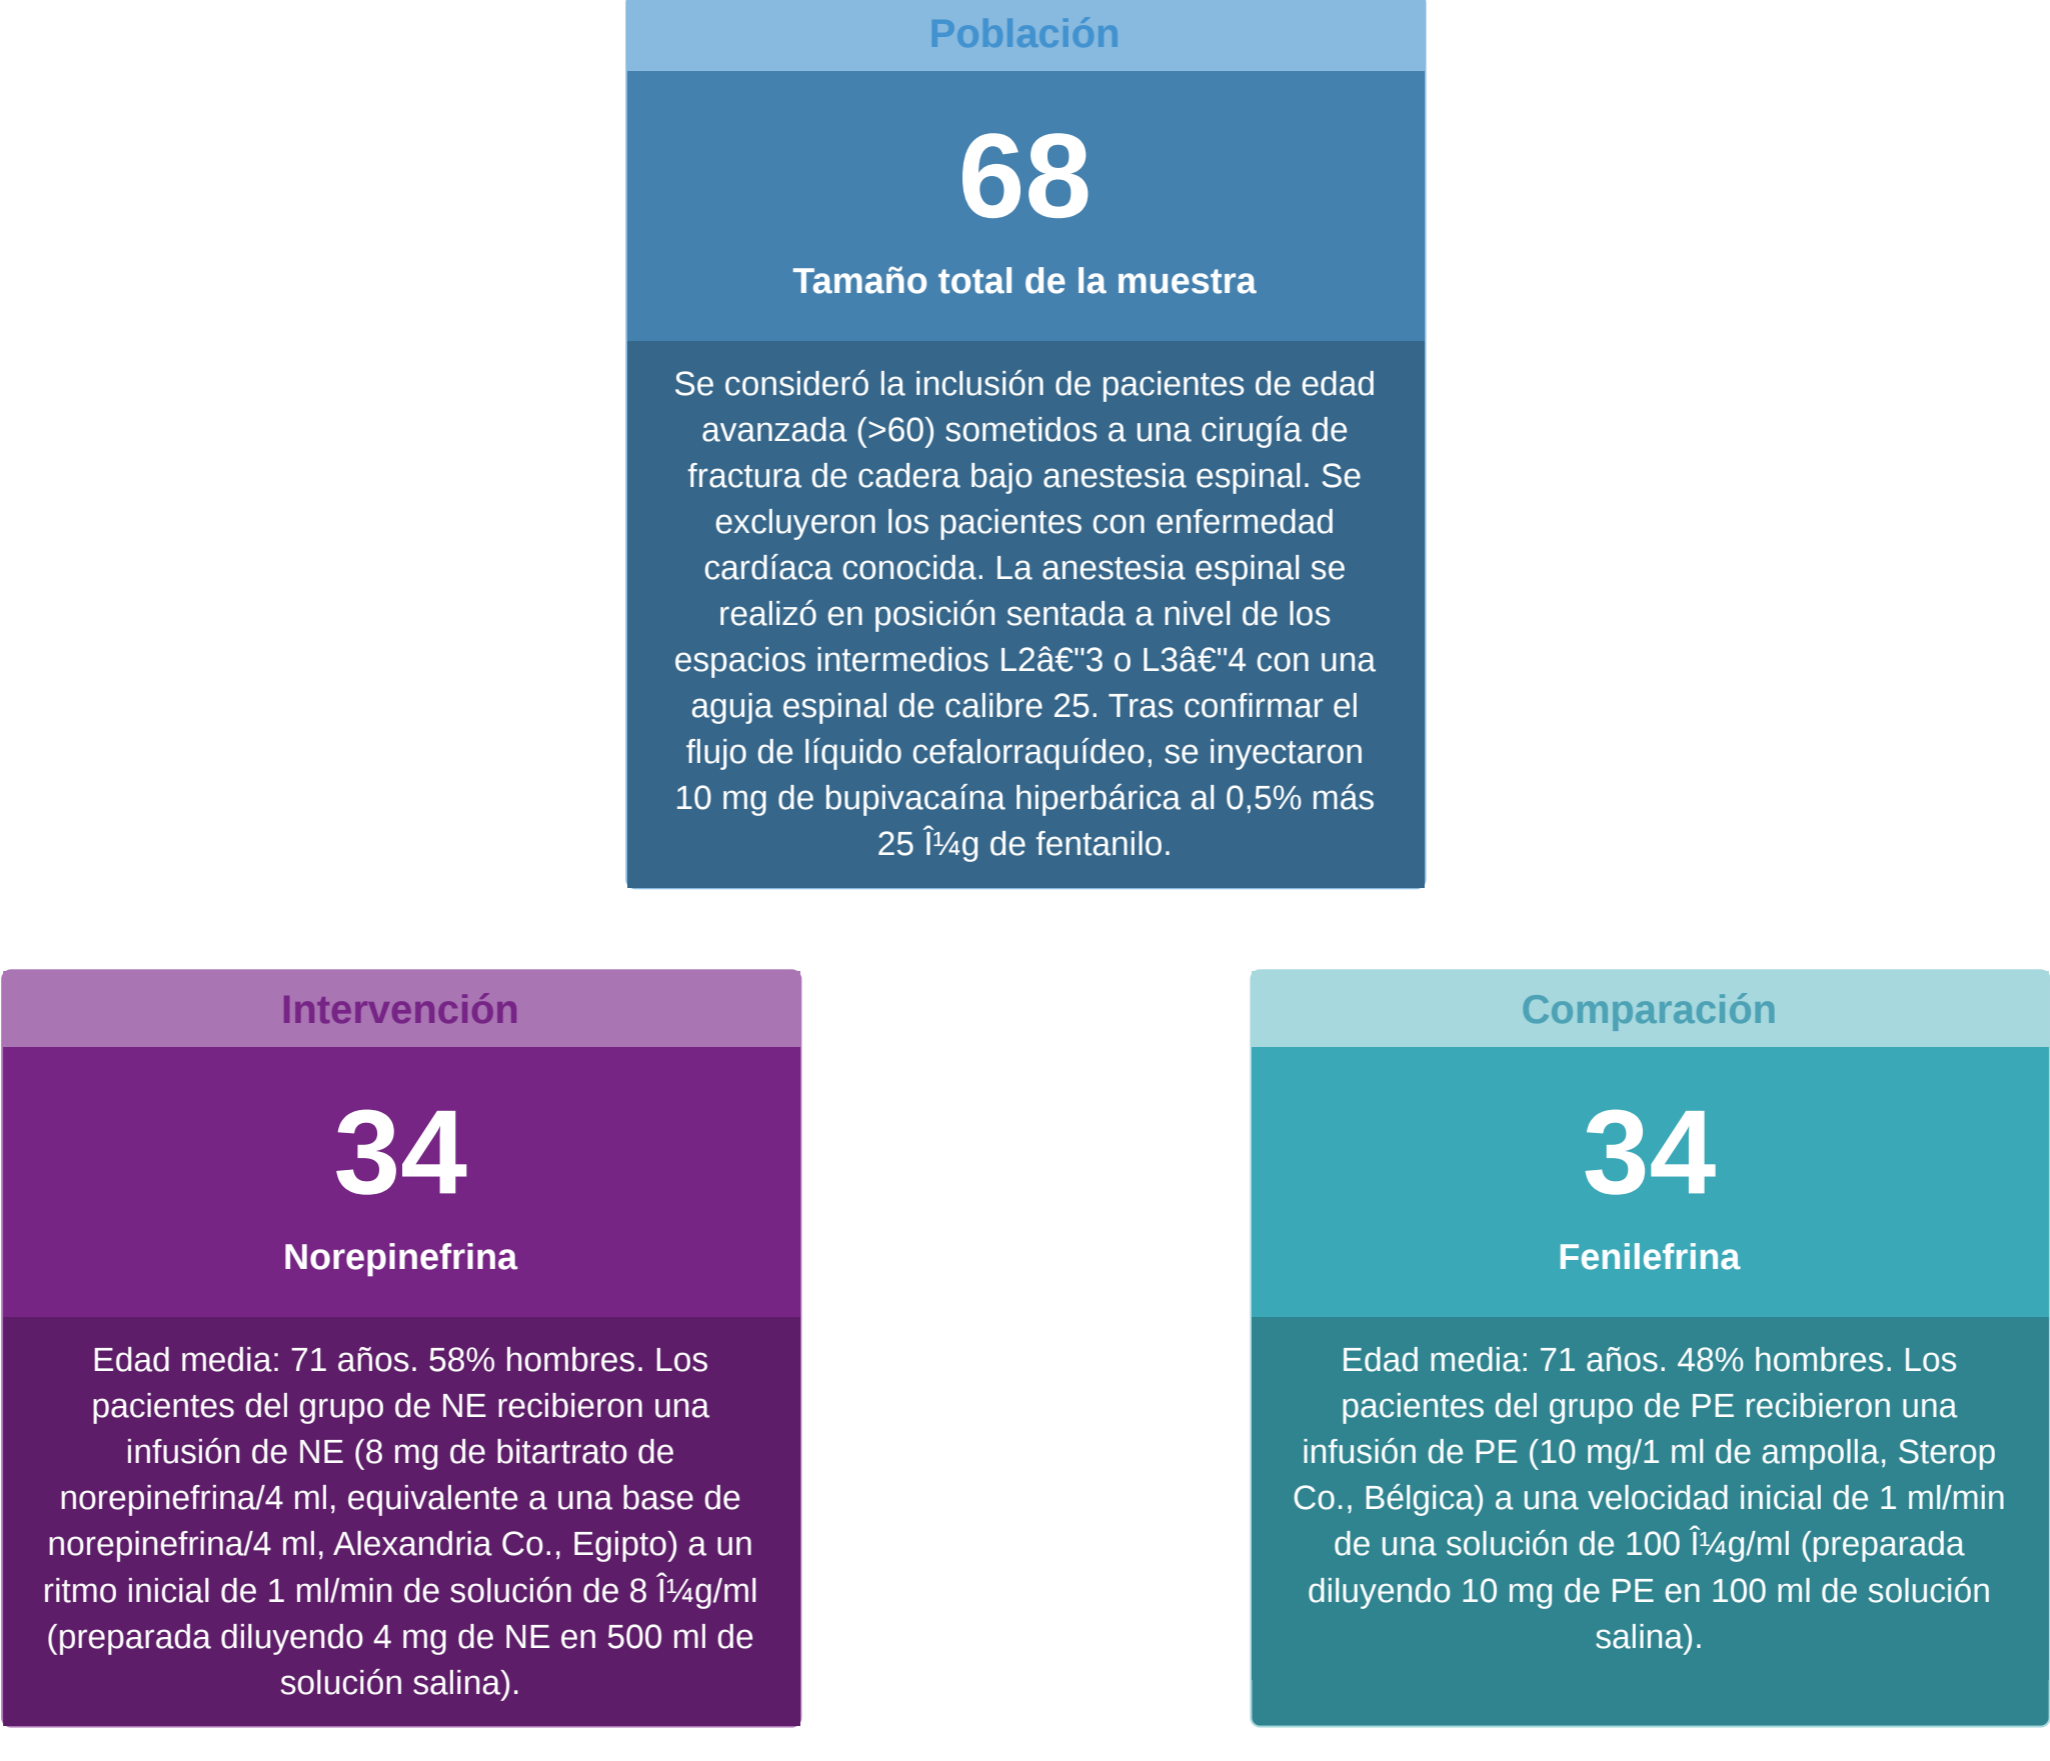 Población
68
Tamaño total de la muestra
Se consideró la inclusión de pacientes de edad
avanzada (>60) sometidos a una cirugía de
fractura de cadera bajo anestesia espinal. Se
excluyeron los pacientes con enfermedad
cardíaca conocida. La anestesia espinal se
realizó en posición sentada a nivel de los
espacios intermedios L2â€"3 o L3â€"4 con una
aguja espinal de calibre 25. Tras confirmar el
flujo de líquido cefalorraquídeo, se inyectaron
10 mg de bupivacaína hiperbárica al 0,5% más
25 Î¼g de fentanilo.
Intervención
34
Norepinefrina
Edad media: 71 años. 58% hombres. Los
pacientes del grupo de NE recibieron una
infusión de NE (8 mg de bitartrato de
norepinefrina/4 ml, equivalente a una base de
norepinefrina/4 ml, Alexandria Co., Egipto) a un
ritmo inicial de 1 ml/min de solución de 8 Î¼g/ml
(preparada diluyendo 4 mg de NE en 500 ml de
solución salina).
Comparación
34
Fenilefrina
Edad media: 71 años. 48% hombres. Los
pacientes del grupo de PE recibieron una
infusión de PE (10 mg/1 ml de ampolla, Sterop
Co., Bélgica) a una velocidad inicial de 1 ml/min
de una solución de 100 Î¼g/ml (preparada
diluyendo 10 mg de PE en 100 ml de solución
salina).